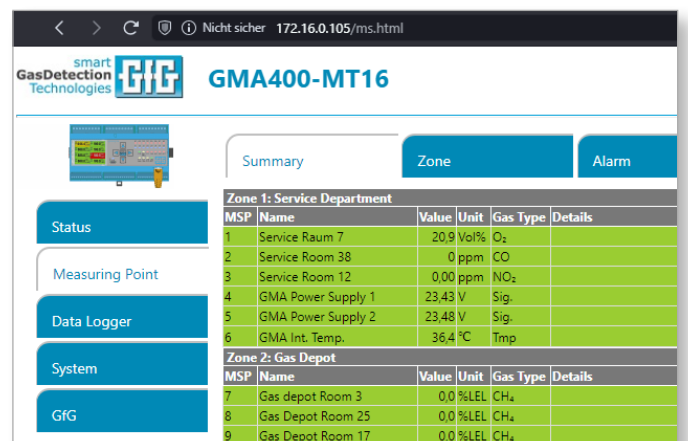 Nicht sicher 172.16.0.105/ms.html
smart
GasDetection
Technologies
GfG
GMA400-MT16
Summary Zone Alarm
Status
Measuring Point
Data Logger
System
GfG
Zone 1: Service Department
MSP Name Value Unit Gas Type Details
1 Service Raum 7 20,9 Vol% O₂
2 Service Room 38 0 ppm CO
3 Service Room 12 0,00 ppm NO₂
4 GMA Power Supply 1 23,43 V Sig.
5 GMA Power Supply 2 23,48 V Sig.
6 GMA Int. Temp. 36,4 °C Tmp
Zone 2: Gas Depot
MSP Name Value Unit Gas Type Details
7 Gas depot Room 3 0,0 %LEL CH₄
8 Gas Depot Room 25 0,0 %LEL CH₄
9 Gas Depot Room 17 0,0 %LEL CH₄